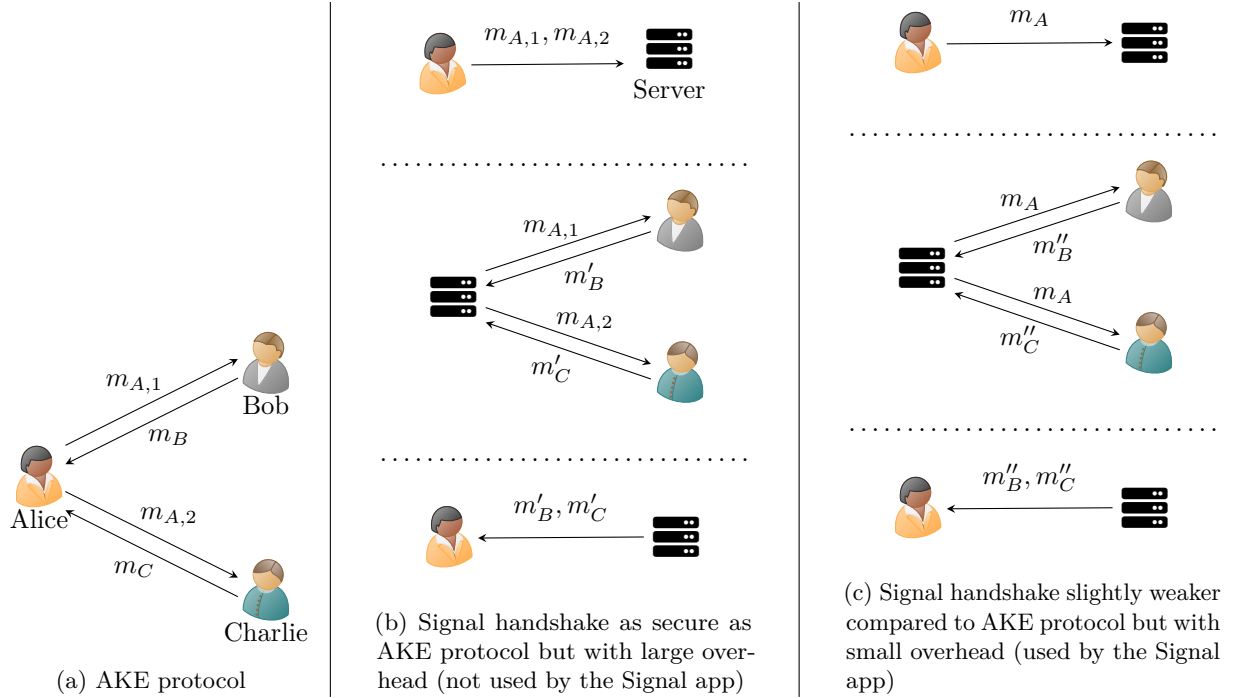 m_{A,1}
m_B
Bob
Alice
m_{A,2}
m_C
Charlie
(a) AKE protocol
m_{A,1}, m_{A,2}
Server
m_{A,1}
m'_B
m_{A,2}
m'_C
m'_B, m'_C
(b) Signal handshake as secure as
AKE protocol but with large over-
head (not used by the Signal app)
m_A
m_A
m''_B
m_A
m''_C
m''_B, m''_C
(c) Signal handshake slightly weaker
compared to AKE protocol but with
small overhead (used by the Signal
app)